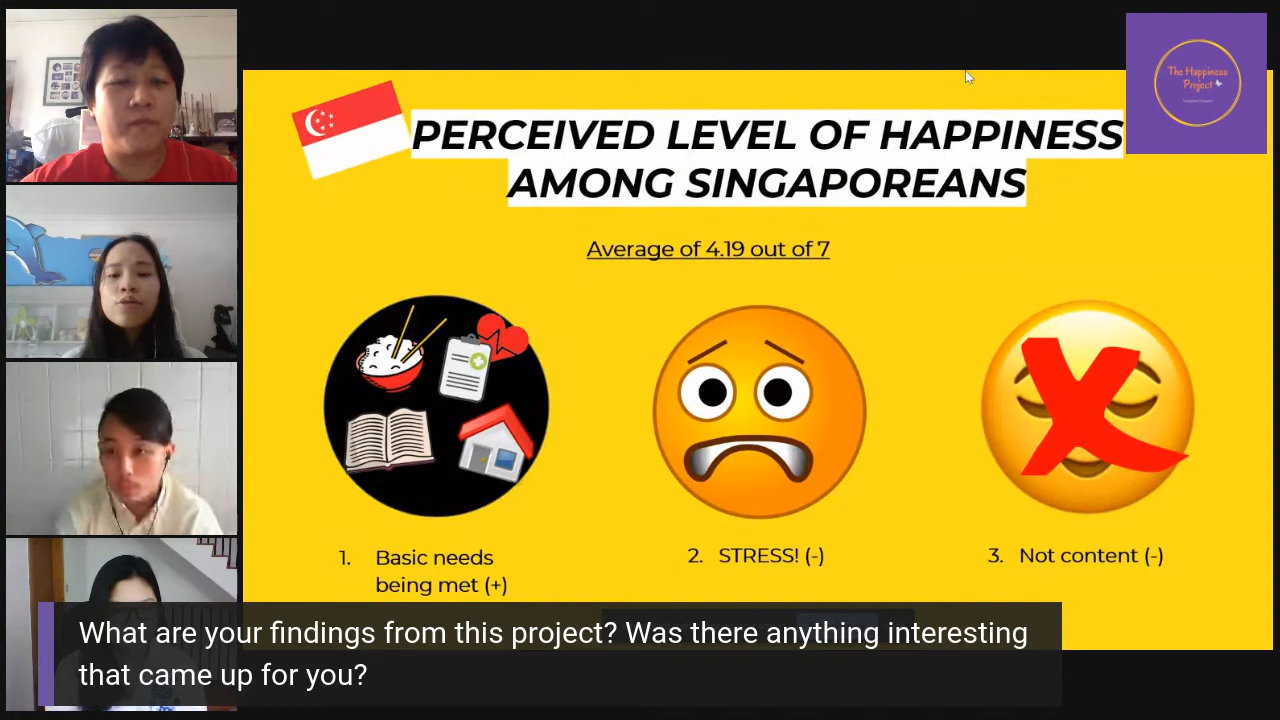 The Happiness
Project
PERCEIVED LEVEL OF HAPPINESS
AMONG SINGAPOREANS
Average of 4.19 out of 7
1. Basic needs
being met (+)
2. STRESS! (-)
3. Not content (-)
What are your findings from this project? Was there anything interesting
that came up for you?